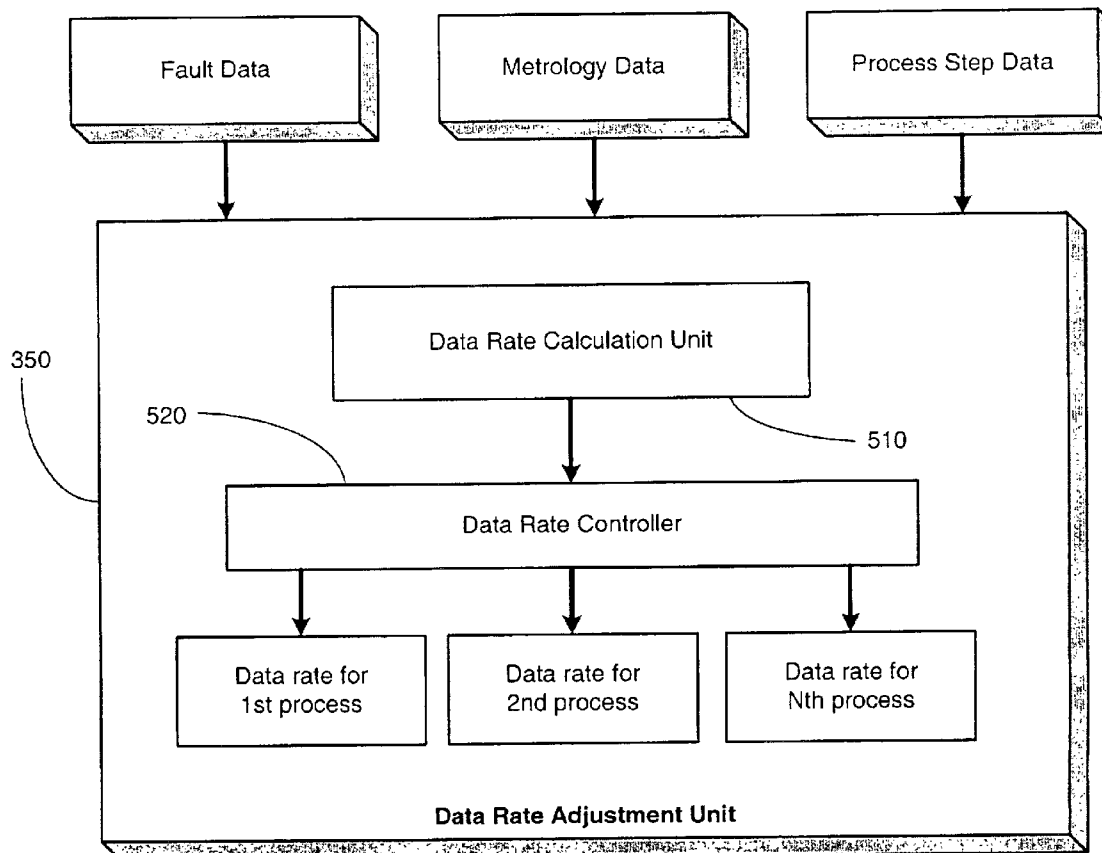 Fault Data
Metrology Data
Process Step Data
Data Rate Calculation Unit
350
520
510
Data Rate Controller
Data rate for
1st process
Data rate for
2nd process
Data rate for
Nth process
Data Rate Adjustment Unit